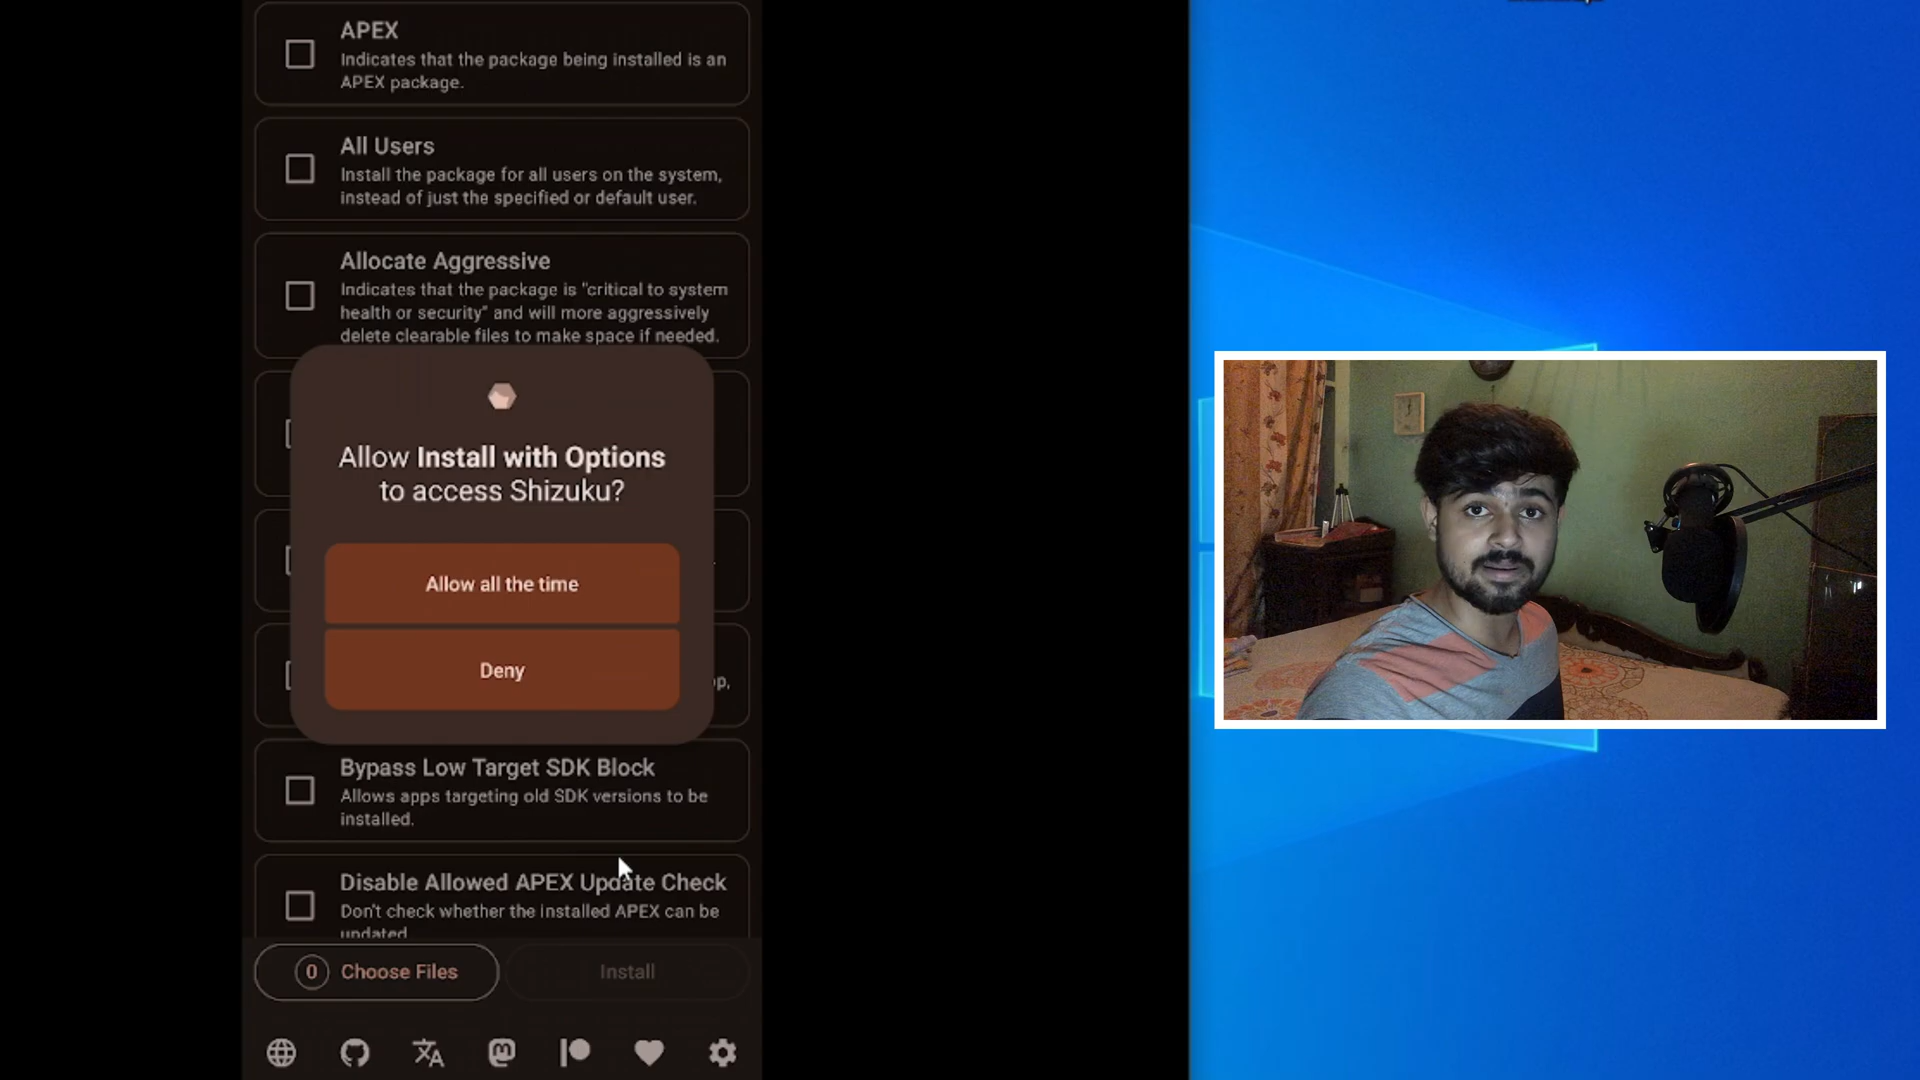 APEX
Indicates that the package being installed is an
APEX package.
All Users
Install the package for all users on the system,
instead of just the specified or default user.
Allocate Aggressive
Indicates that the package is "critical to system
health or security" and will more aggressively
delete clearable files to make space if needed.
Allow Install with Options
to access Shizuku?
Allow all the time
Deny
Bypass Low Target SDK Block
Allows apps targeting old SDK versions to be
installed.
Disable Allowed APEX Update Check
Don't check whether the installed APEX can be
updated
0 Choose Files
Install